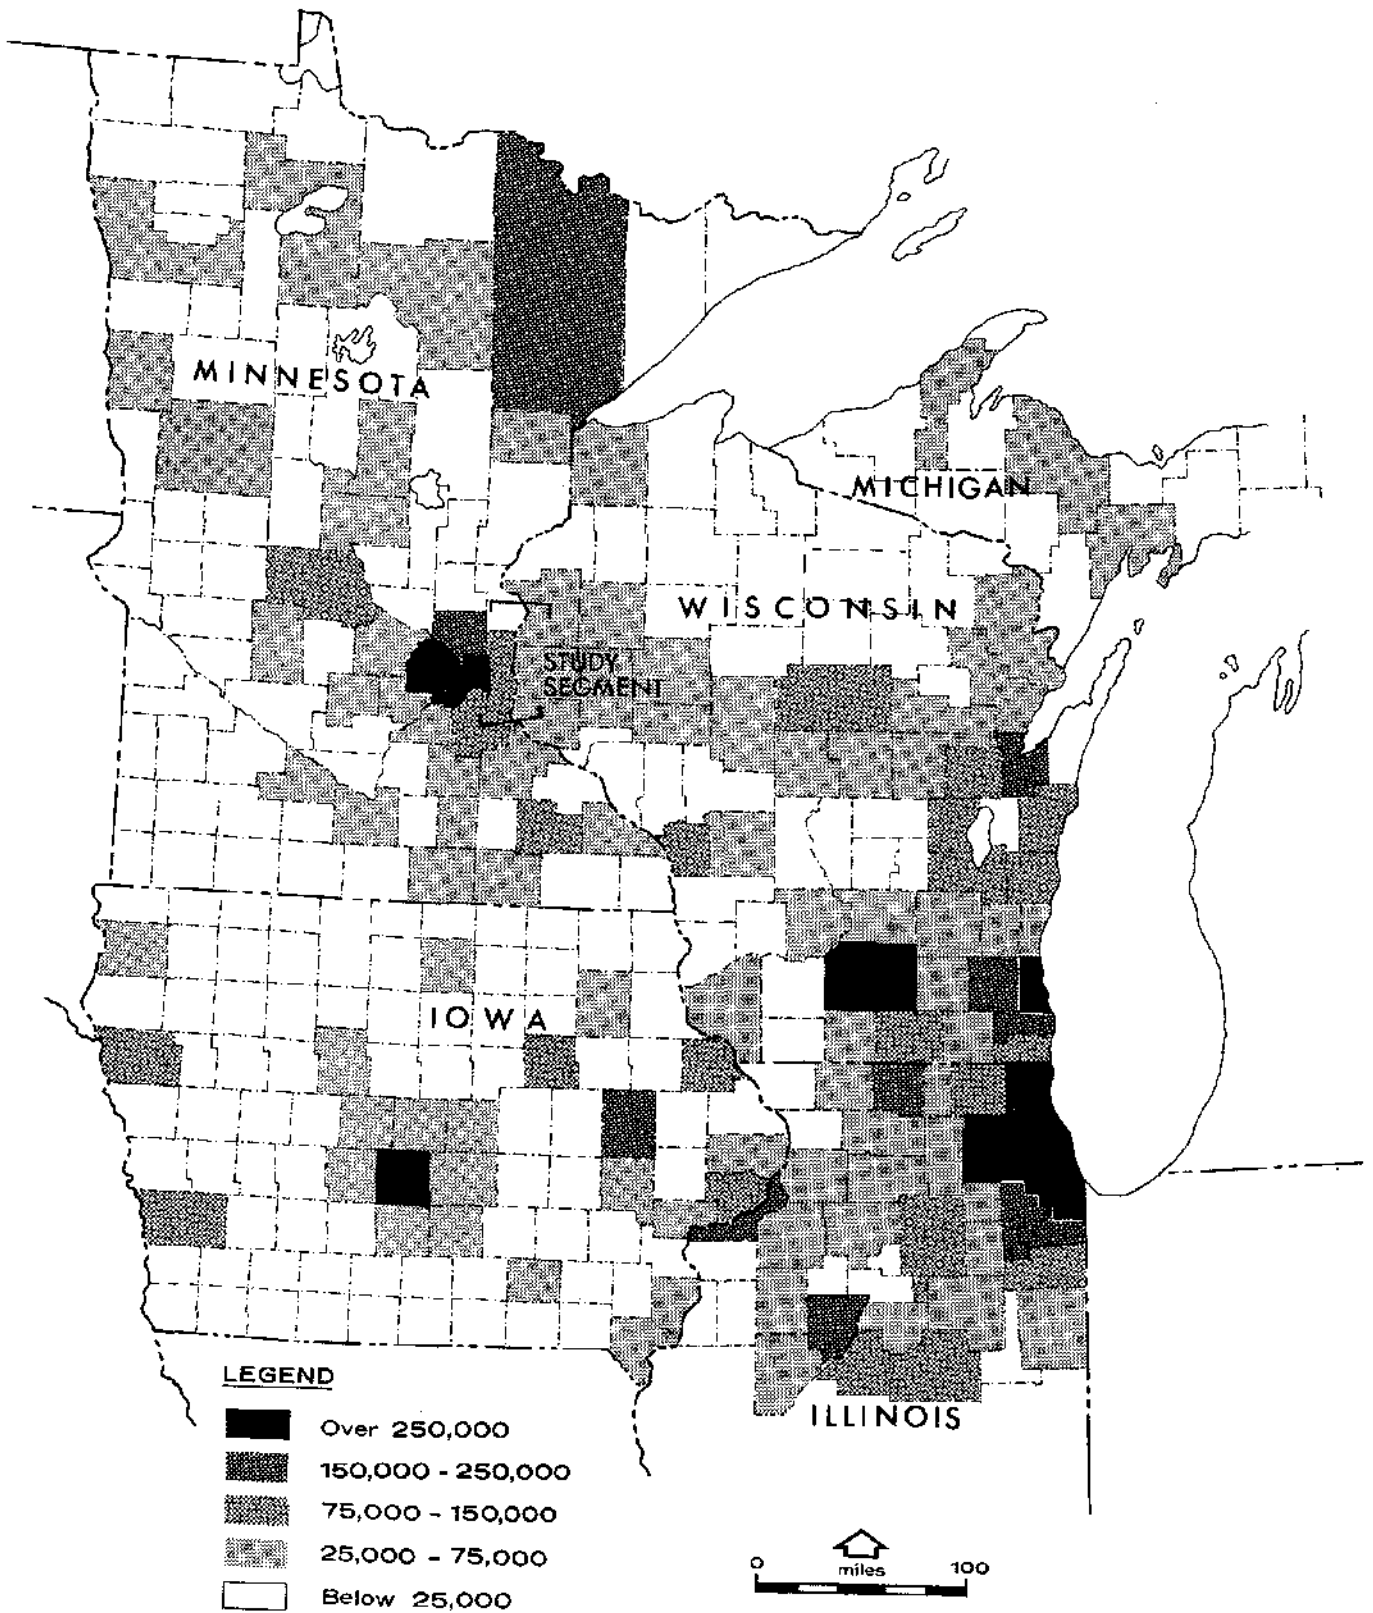 MINNESOTA
MICHIGAN
WISCONSIN
STUDY
SEGMENT
IOWA
LEGEND
Over 250,000
150,000 - 250,000
75,000 - 150,000
25,000 - 75,000
Below 25,000
ILLINOIS
0 miles 100